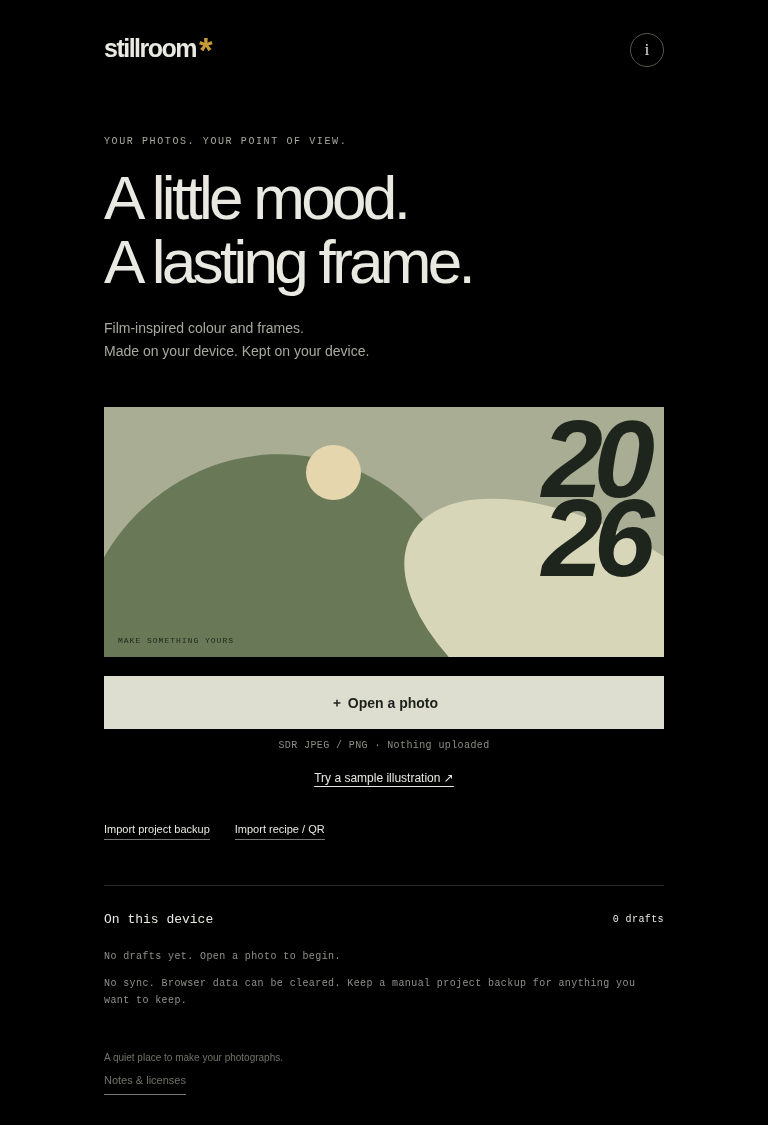 stillroom*
i
YOUR PHOTOS. YOUR POINT OF VIEW.
A little mood.
A lasting frame.
Film-inspired colour and frames.
Made on your device. Kept on your device.
20
26
MAKE SOMETHING YOURS
+ Open a photo
SDR JPEG / PNG · Nothing uploaded
Try a sample illustration ↗
Import project backup Import recipe / QR
On this device 0 drafts
No drafts yet. Open a photo to begin.
No sync. Browser data can be cleared. Keep a manual project backup for anything you
want to keep.
A quiet place to make your photographs.
Notes & licenses